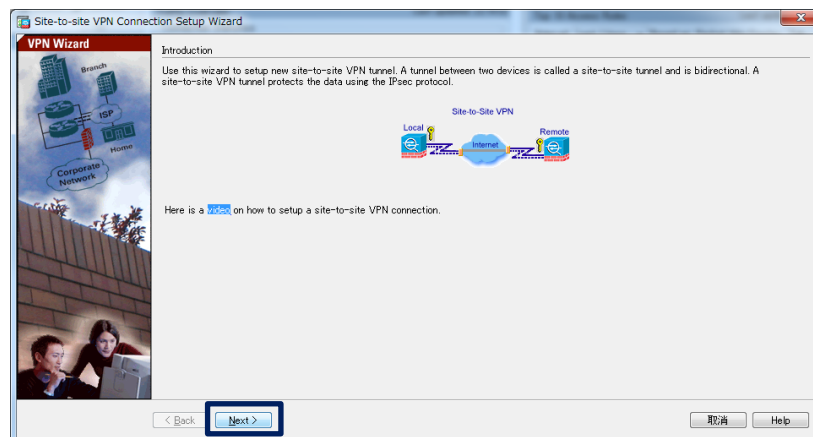 Site-to-site VPN Connection Setup Wizard
VPN Wizard
Branch
ISP
Home
Corporate
Network
Introduction
Use this wizard to setup new site-to-site VPN tunnel. A tunnel between two devices is called a site-to-site tunnel and is bidirectional. A
site-to-site VPN tunnel protects the data using the IPsec protocol.
Site-to-Site VPN
Local
Internet
Remote
Here is a video on how to setup a site-to-site VPN connection.
< Back
Next >
取消
Help